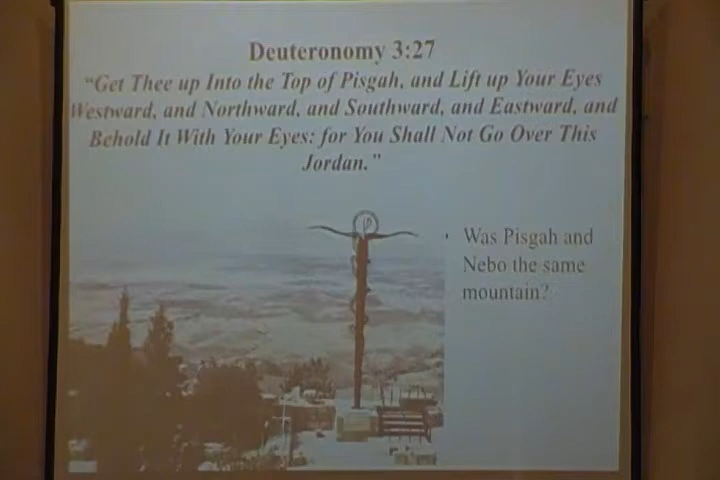 Deuteronomy 3:27
“Get Thee up Into the Top of Pisgah, and Lift up Your Eyes
Westward, and Northward, and Southward, and Eastward, and
Behold It With Your Eyes: for You Shall Not Go Over This
Jordan.”
• Was Pisgah and
Nebo the same
mountain?